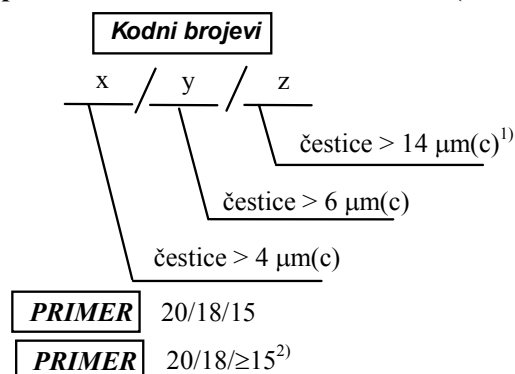 Kodni brojevi
x / y / z
čestice > 14 μm(c)1)
čestice > 6 μm(c)
čestice > 4 μm(c)
PRIMER 20/18/15
PRIMER 20/18/≥152)